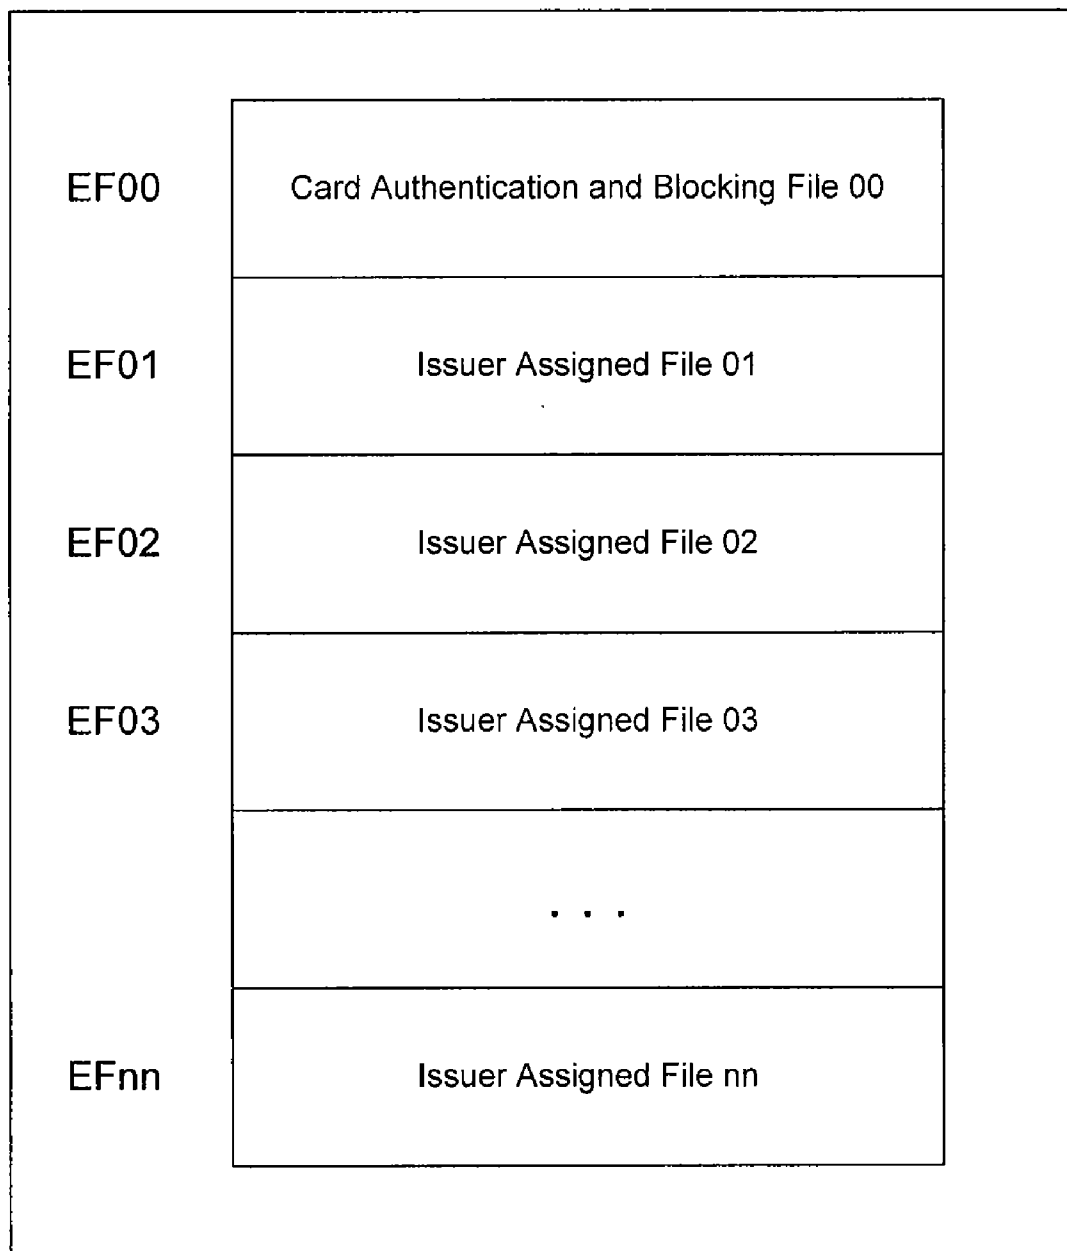 EF00 Card Authentication and Blocking File 00
EF01 Issuer Assigned File 01
EF02 Issuer Assigned File 02
EF03 Issuer Assigned File 03
. . .
EFnn Issuer Assigned File nn